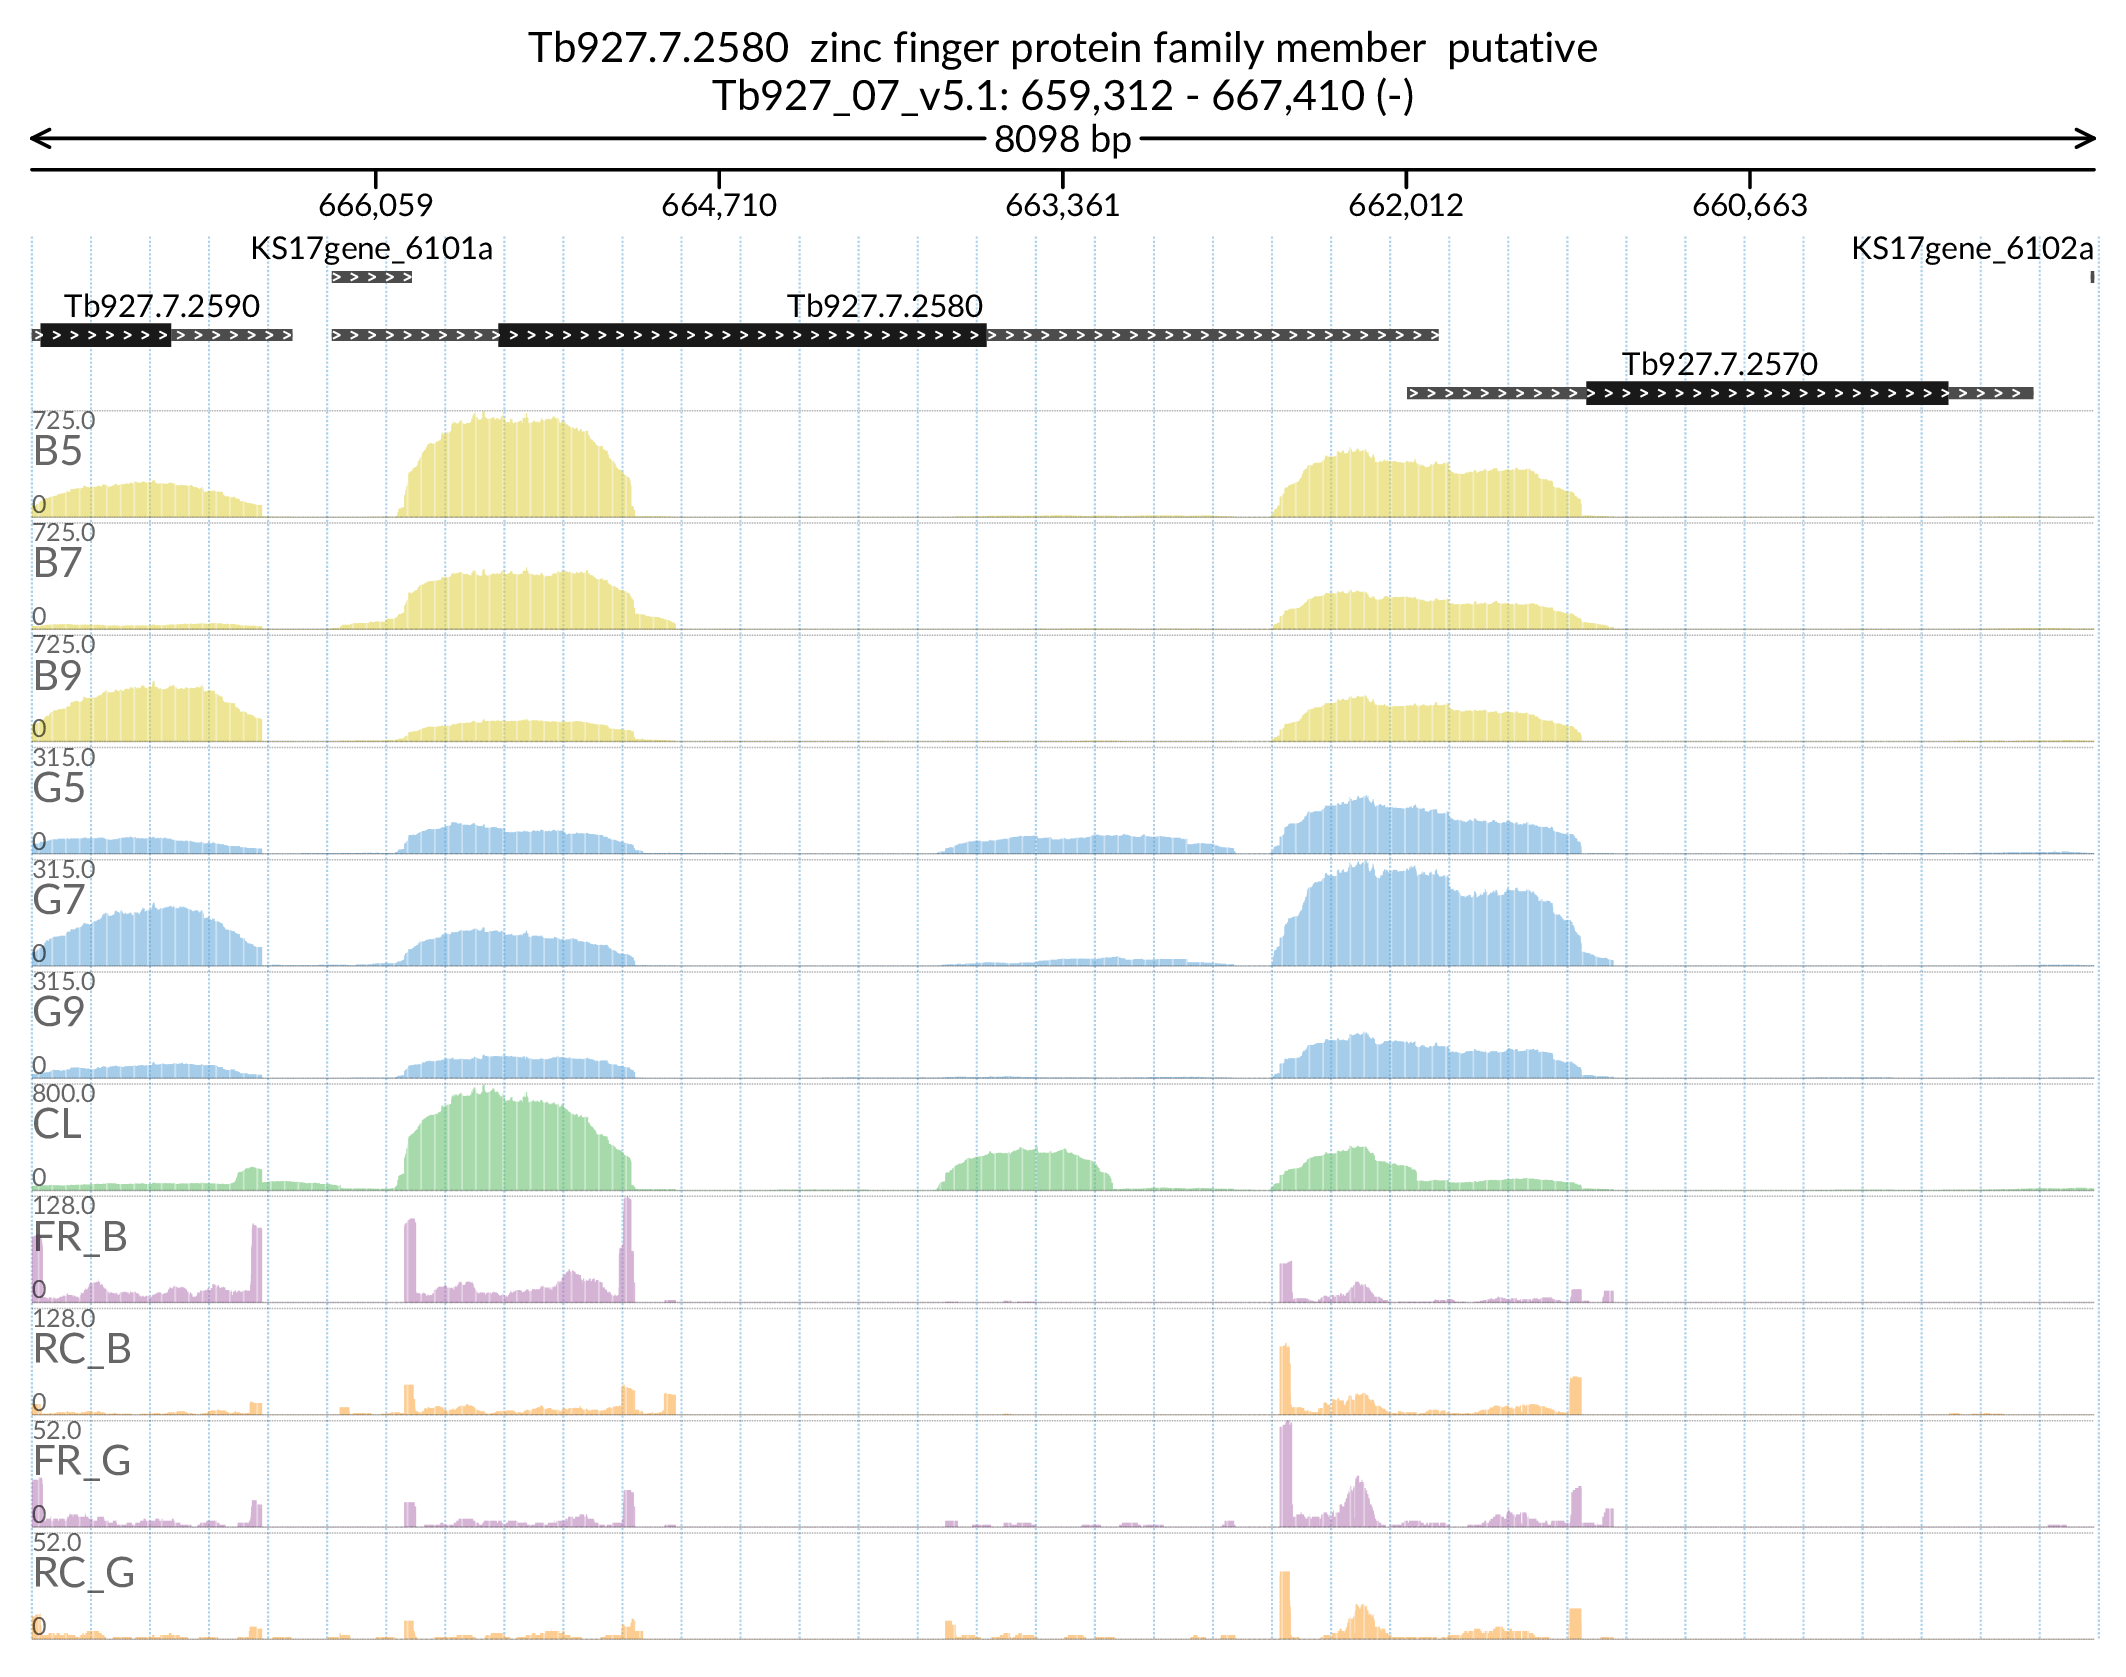 Tb927.7.2580  zinc finger protein family member  putative
Tb927_07_v5.1: 659,312 - 667,410 (-)
8098 bp
666,059 664,710 663,361 662,012 660,663
KS17gene_6101a KS17gene_6102a
Tb927.7.2590 Tb927.7.2580
Tb927.7.2570
725.0
B5
0
725.0
B7
0
725.0
B9
0
315.0
G5
0
315.0
G7
0
315.0
G9
0
800.0
CL
0
128.0
FR_B
0
128.0
RC_B
0
52.0
FR_G
0
52.0
RC_G
0